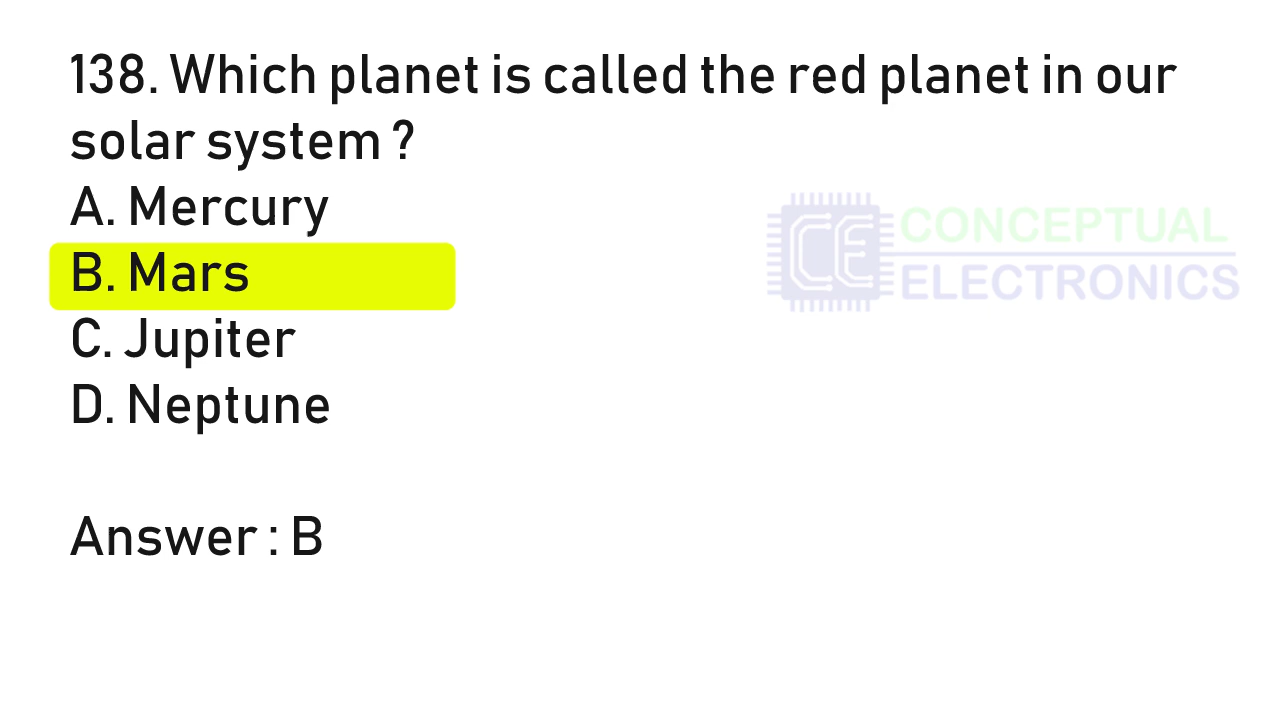 138. Which planet is called the red planet in our
solar system ?
A. Mercury
B. Mars
C. Jupiter
D. Neptune
Answer : B
CE CONCEPTUAL
ELECTRONICS